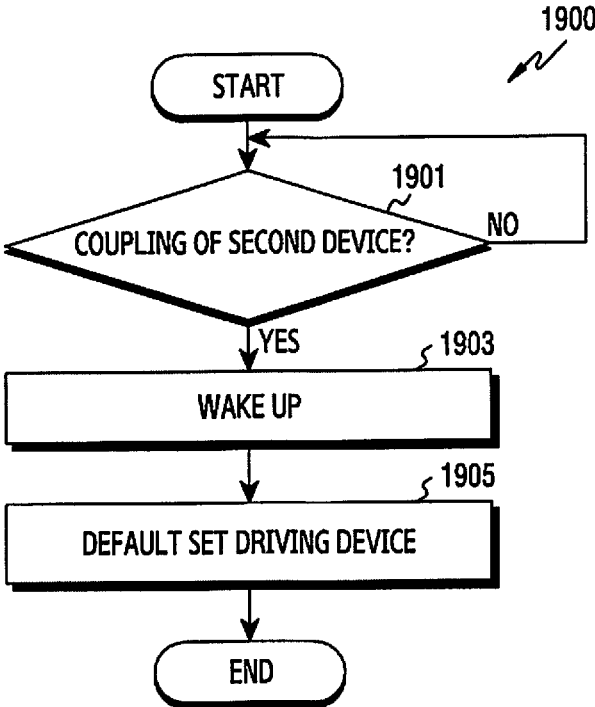 1900
START
1901
COUPLING OF SECOND DEVICE?
NO
YES
1903
WAKE UP
1905
DEFAULT SET DRIVING DEVICE
END